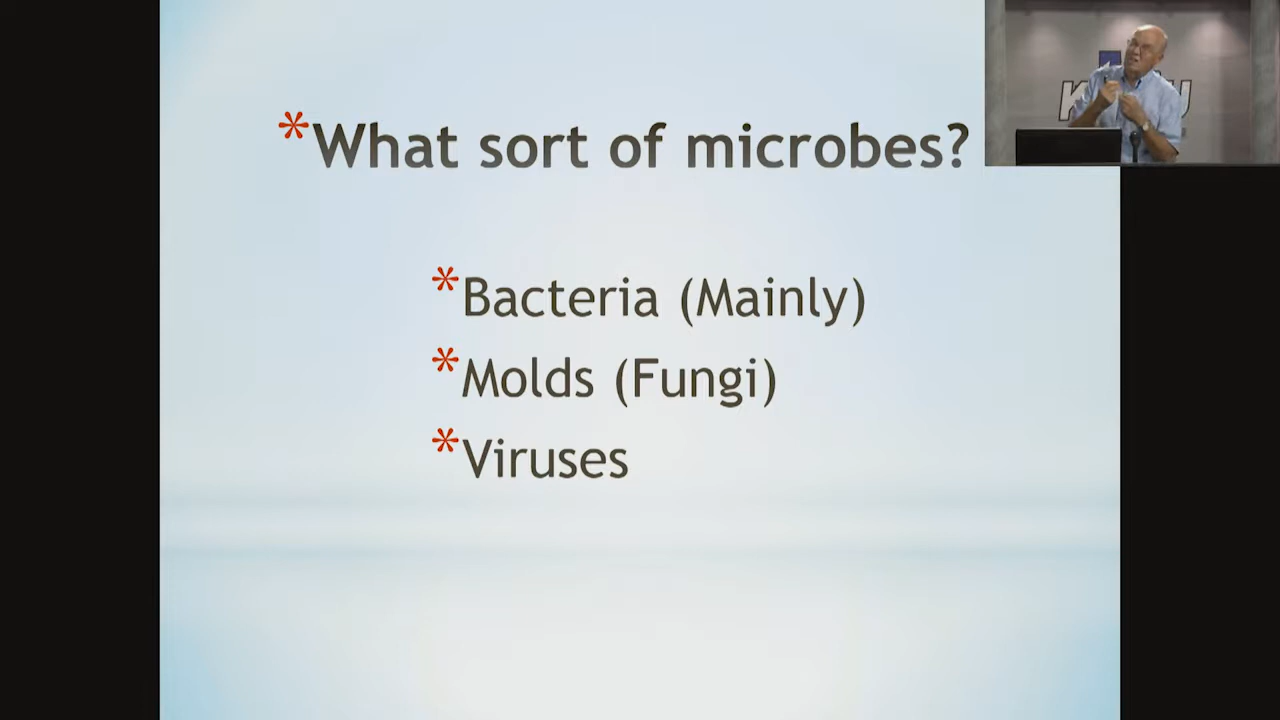 *What sort of microbes?
*Bacteria (Mainly)
*Molds (Fungi)
*Viruses